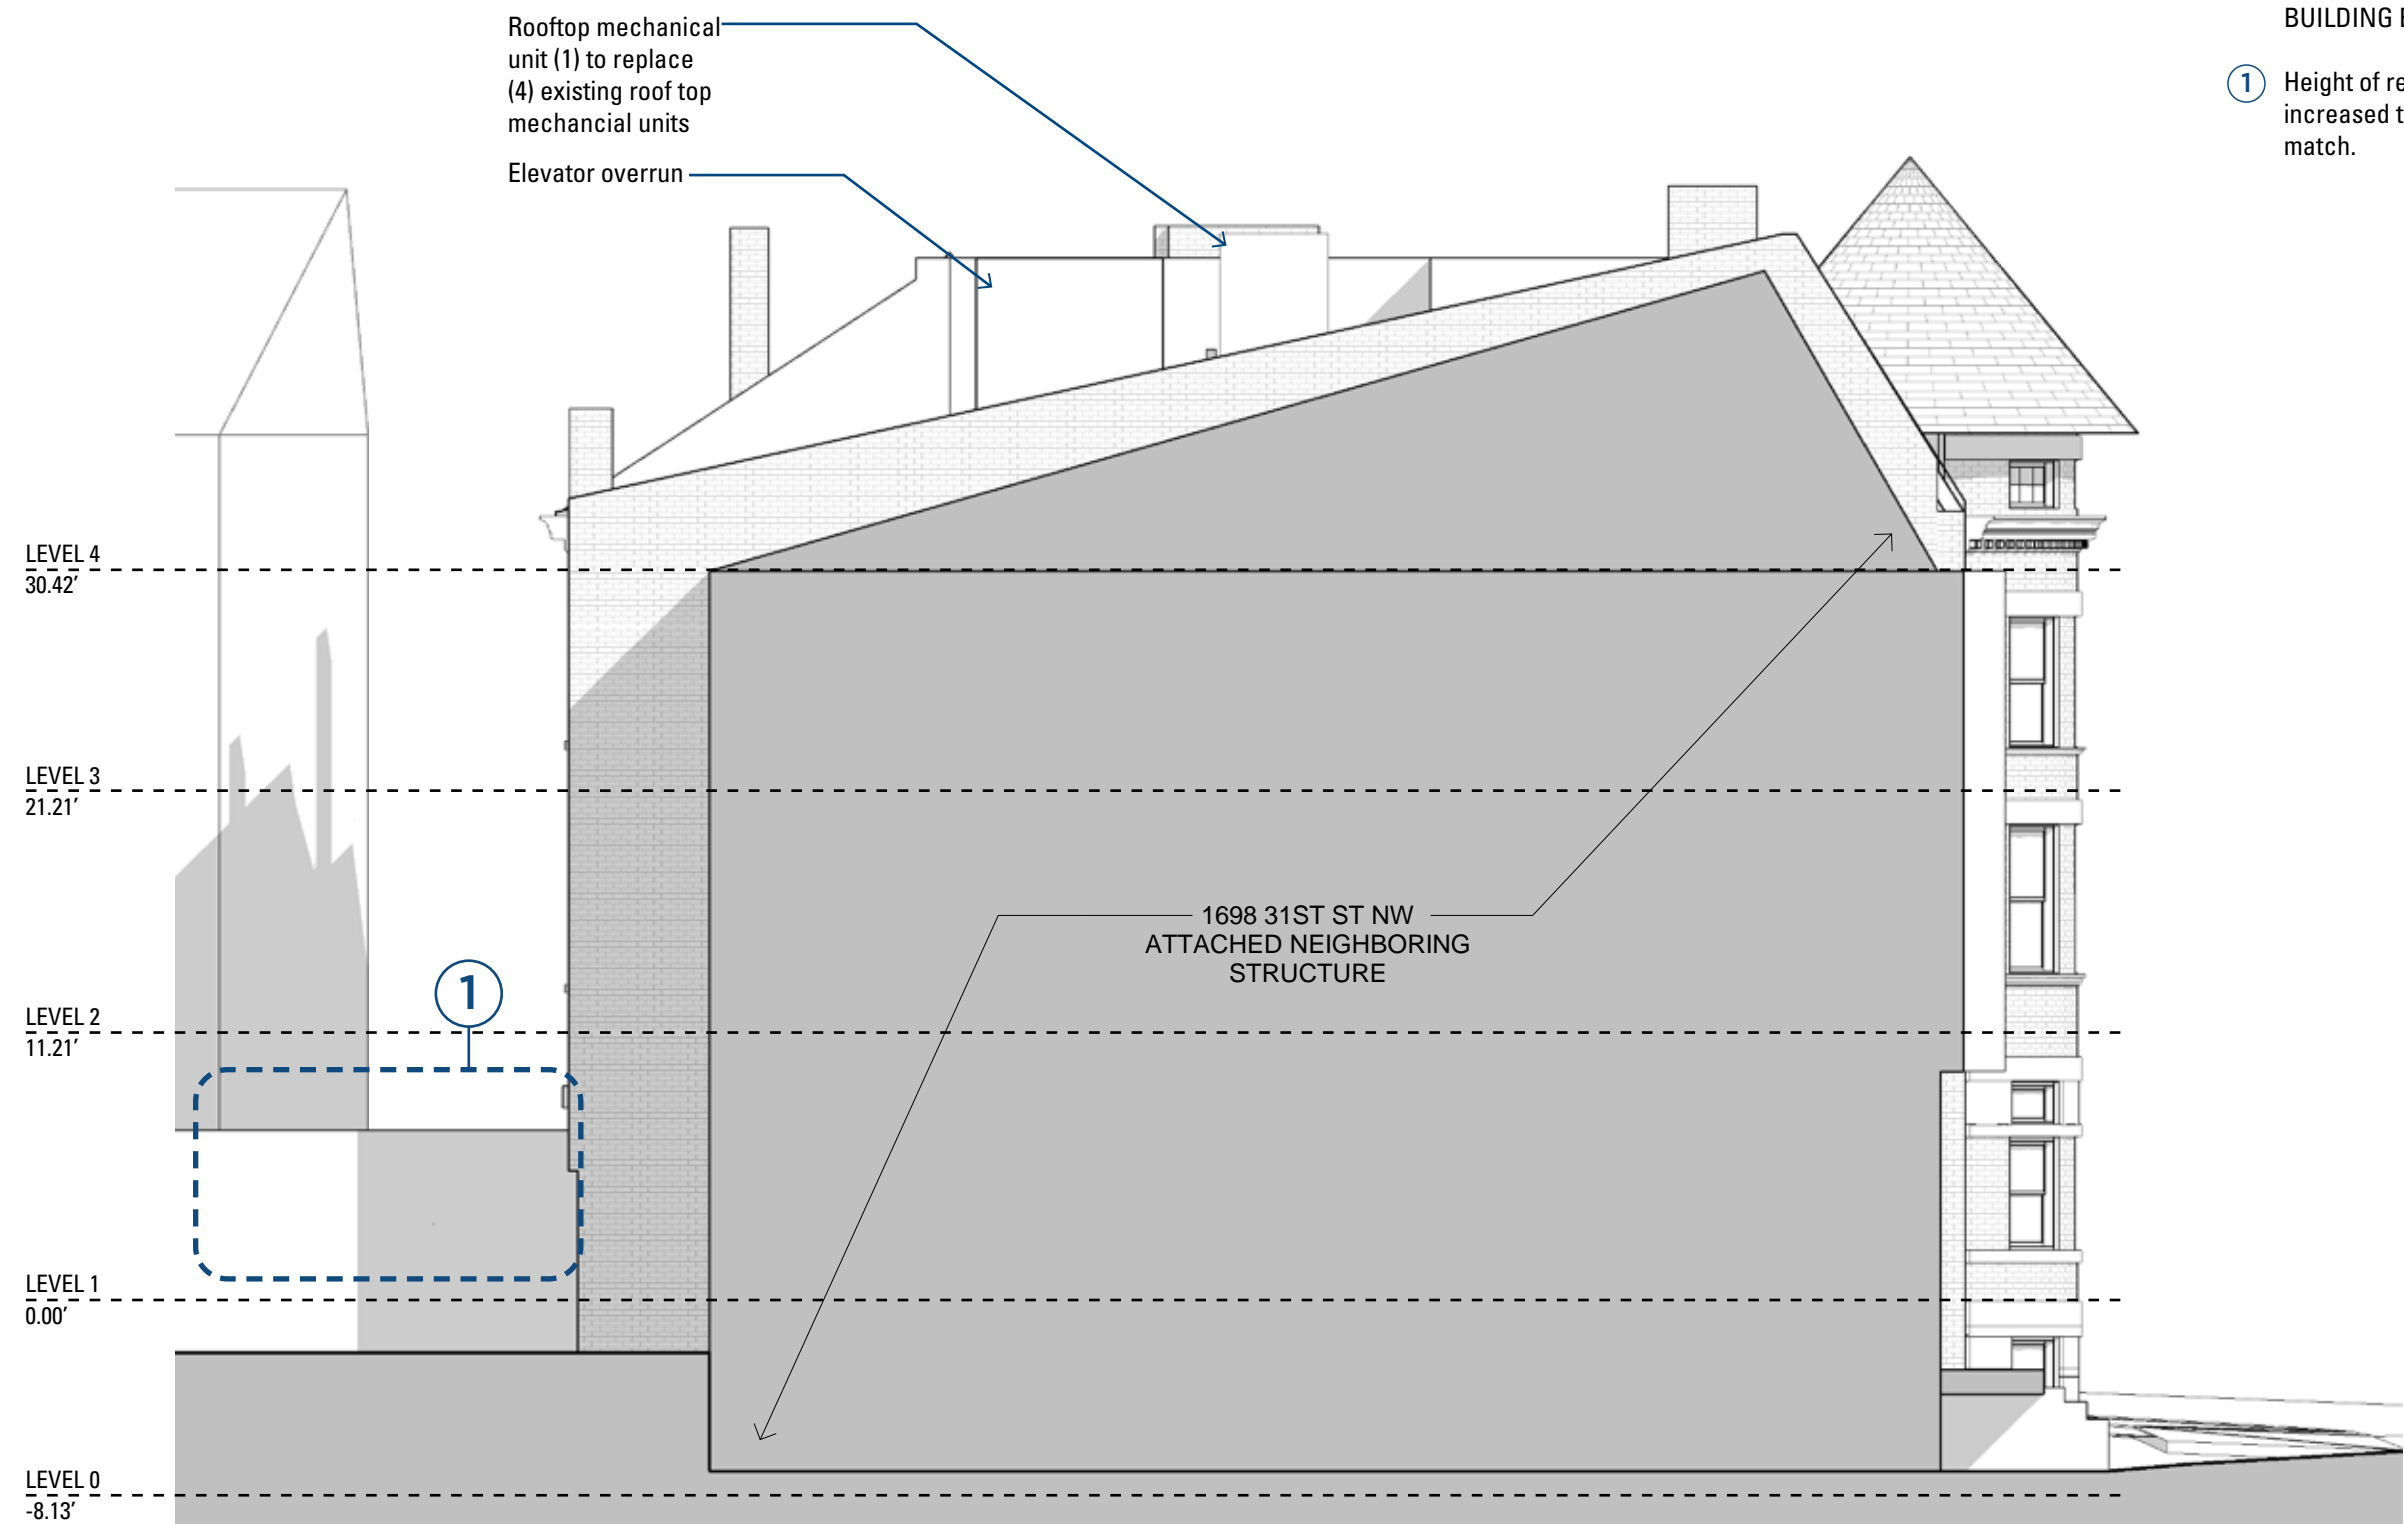 Rooftop mechanical
unit (1) to replace
(4) existing roof top
mechancial units
Elevator overrun
BUILDING
1 Height of
increased
match.
LEVEL 4
30.42’
LEVEL 3
21.21’
1698 31ST ST NW
ATTACHED NEIGHBORING
STRUCTURE
1
LEVEL 2
11.21’
LEVEL 1
0.00’
LEVEL 0
-8.13’